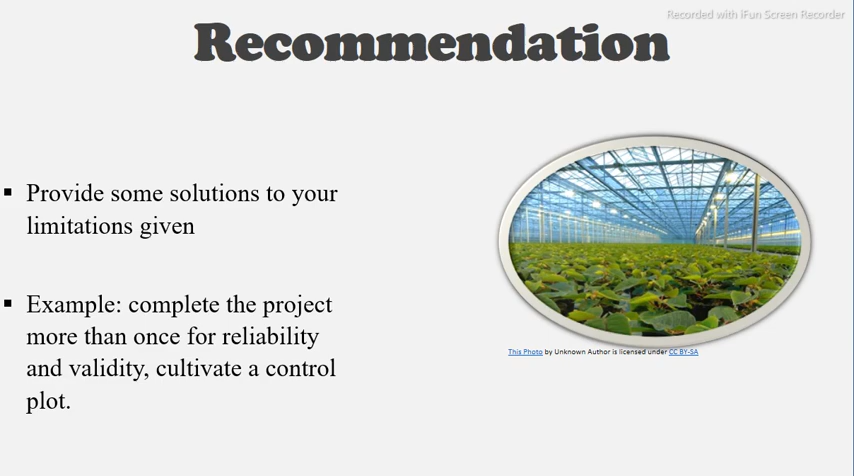 Recorded with iFun Screen Recorder
Recommendation
▪ Provide some solutions to your
limitations given
▪ Example: complete the project
more than once for reliability
and validity, cultivate a control
plot.
This Photo by Unknown Author is licensed under CC BY-SA